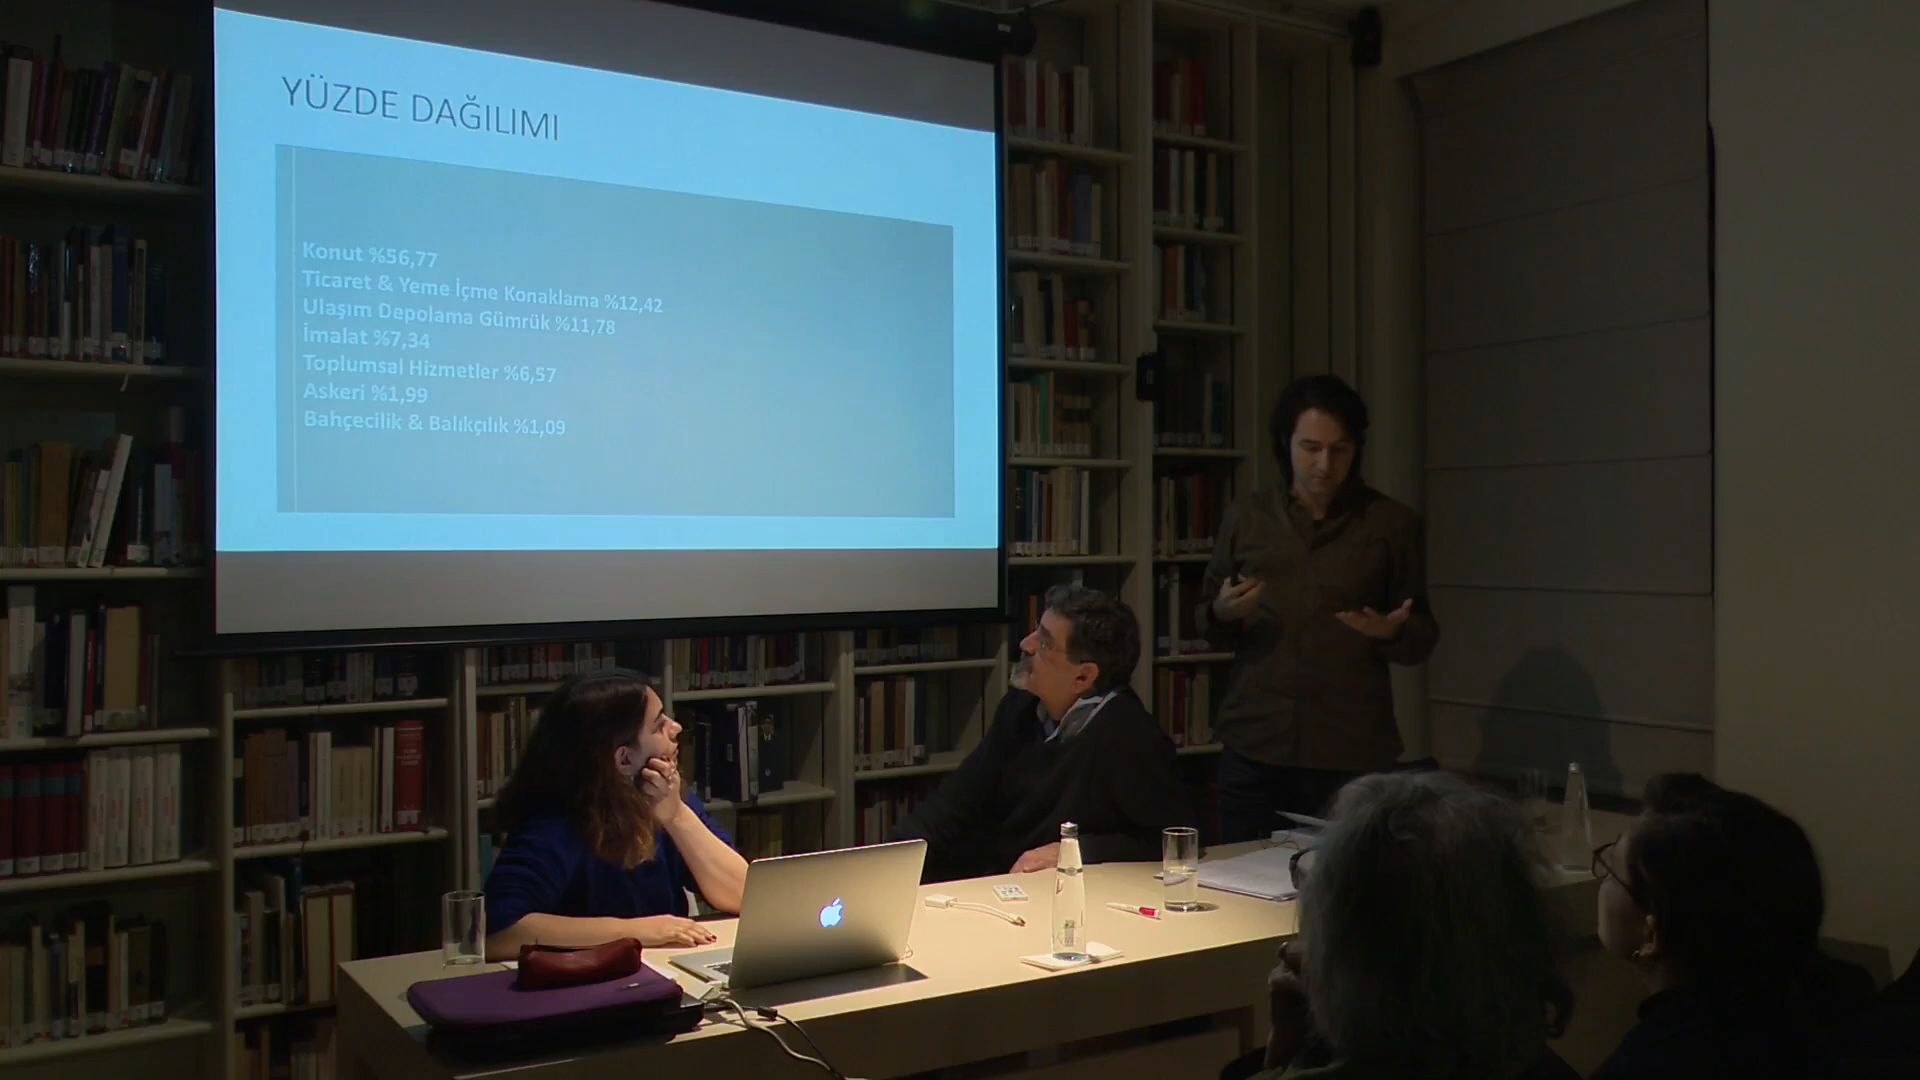 YÜZDE DAĞILIMI
Konut %56,77
Ticaret & Yeme İçme Konaklama %12,42
Ulaşım Depolama Gümrük %11,78
İmalat %7,34
Toplumsal Hizmetler %6,57
Askeri %1,99
Bahçecilik & Balıkçılık %1,09